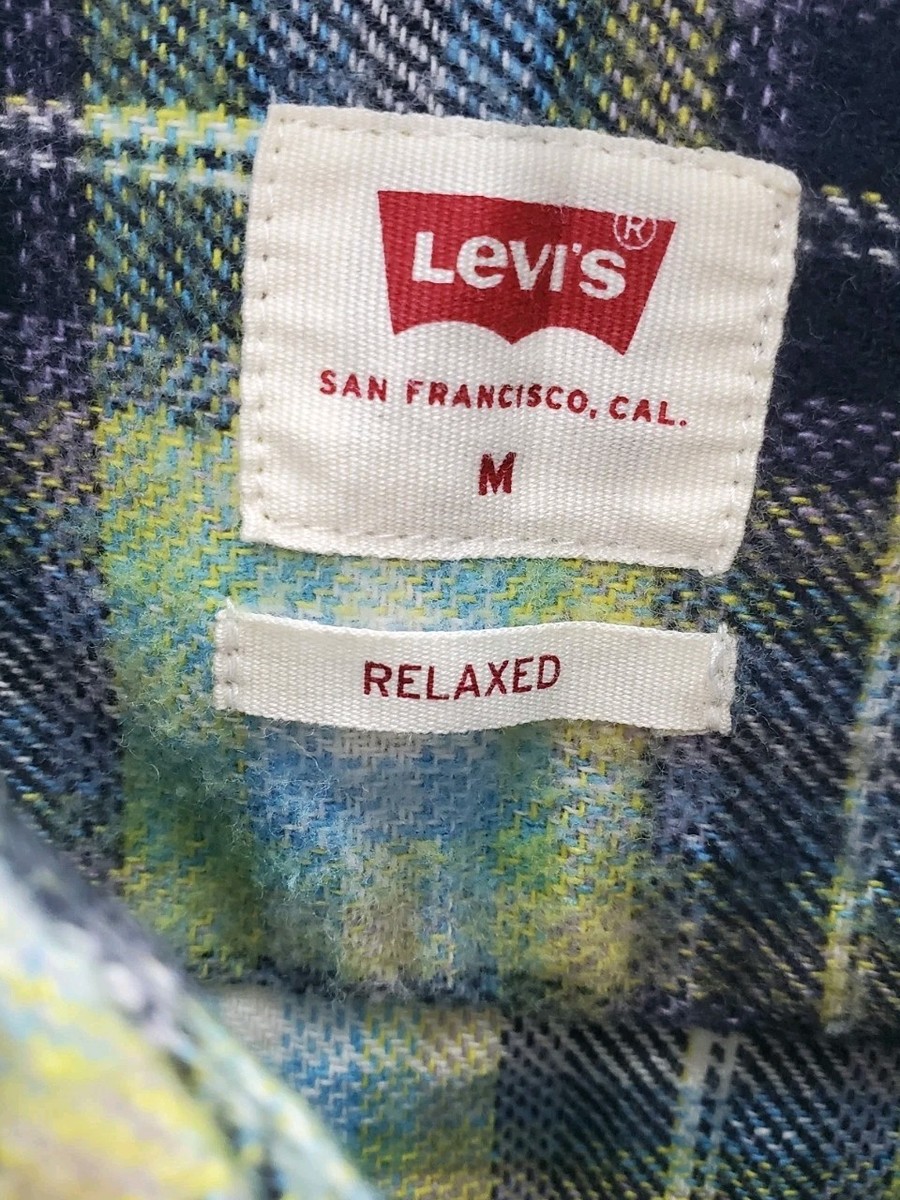 Levi's®
SAN FRANCISCO, CAL.
M
RELAXED